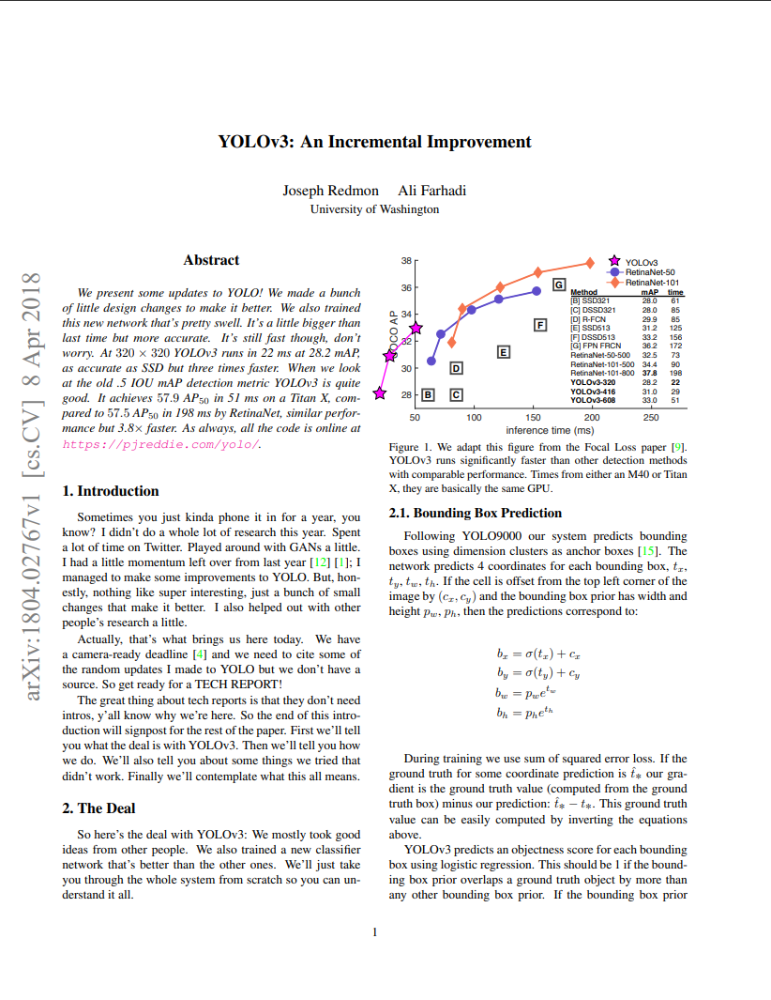 YOLOv3: An Incremental Improvement
Joseph Redmon Ali Farhadi
University of Washington
arXiv:1804.02767v1 [cs.CV] 8 Apr 2018
Abstract
We present some updates to YOLO! We made a bunch
of little design changes to make it better. We also trained
this new network that's pretty swell. It's a little bigger than
last time but more accurate. It's still fast though, don't
worry. At 320 × 320 YOLOv3 runs in 22 ms at 28.2 mAP,
as accurate as SSD but three times faster. When we look
at the old .5 IOU mAP detection metric YOLOv3 is quite
good. It achieves 57.9 AP₅₀ in 51 ms on a Titan X, com-
pared to 57.5 AP₅₀ in 198 ms by RetinaNet, similar perfor-
mance but 3.8× faster. As always, all the code is online at
https://pjreddie.com/yolo/.
1. Introduction
Sometimes you just kinda phone it in for a year, you
know? I didn't do a whole lot of research this year. Spent
a lot of time on Twitter. Played around with GANs a little.
I had a little momentum left over from last year [12] [1]; I
managed to make some improvements to YOLO. But, hon-
estly, nothing like super interesting, just a bunch of small
changes that make it better. I also helped out with other
people's research a little.
Actually, that's what brings us here today. We have
a camera-ready deadline [4] and we need to cite some of
the random updates I made to YOLO but we don't have a
source. So get ready for a TECH REPORT!
The great thing about tech reports is that they don't need
intros, y'all know why we're here. So the end of this intro-
duction will signpost for the rest of the paper. First we'll tell
you what the deal is with YOLOv3. Then we'll tell you how
we do. We'll also tell you about some things we tried that
didn't work. Finally we'll contemplate what this all means.
2. The Deal
So here's the deal with YOLOv3: We mostly took good
ideas from other people. We also trained a new classifier
network that's better than the other ones. We'll just take
you through the whole system from scratch so you can un-
derstand it all.
38
36
34
32
30
28
COCO AP
50 100 150 200 250
inference time (ms)
B
C
D
E
F
G
YOLOv3
RetinaNet-50
RetinaNet-101
Method mAP time
[B] SSD321 28.0 61
[C] DSSD321 28.0 85
[D] R-FCN 29.9 85
[E] SSD513 31.2 125
[F] DSSD513 33.2 156
[G] FPN FRCN 36.2 172
RetinaNet-50-500 32.5 73
RetinaNet-101-500 34.4 90
RetinaNet-101-800 37.8 198
YOLOv3-320 28.2 22
YOLOv3-416 31.0 29
YOLOv3-608 33.0 51
Figure 1. We adapt this figure from the Focal Loss paper [9].
YOLOv3 runs significantly faster than other detection methods
with comparable performance. Times from either an M40 or Titan
X, they are basically the same GPU.
2.1. Bounding Box Prediction
Following YOLO9000 our system predicts bounding
boxes using dimension clusters as anchor boxes [15]. The
network predicts 4 coordinates for each bounding box, tₓ,
t_y, t_w, t_h. If the cell is offset from the top left corner of the
image by (cₓ, c_y) and the bounding box prior has width and
height p_w, p_h, then the predictions correspond to:
bₓ = σ(tₓ) + cₓ
b_y = σ(t_y) + c_y
b_w = p_w e^{t_w}
b_h = p_h e^{t_h}
During training we use sum of squared error loss. If the
ground truth for some coordinate prediction is t̂* our gra-
dient is the ground truth value (computed from the ground
truth box) minus our prediction: t̂* − t*. This ground truth
value can be easily computed by inverting the equations
above.
YOLOv3 predicts an objectness score for each bounding
box using logistic regression. This should be 1 if the bound-
ing box prior overlaps a ground truth object by more than
any other bounding box prior. If the bounding box prior
1